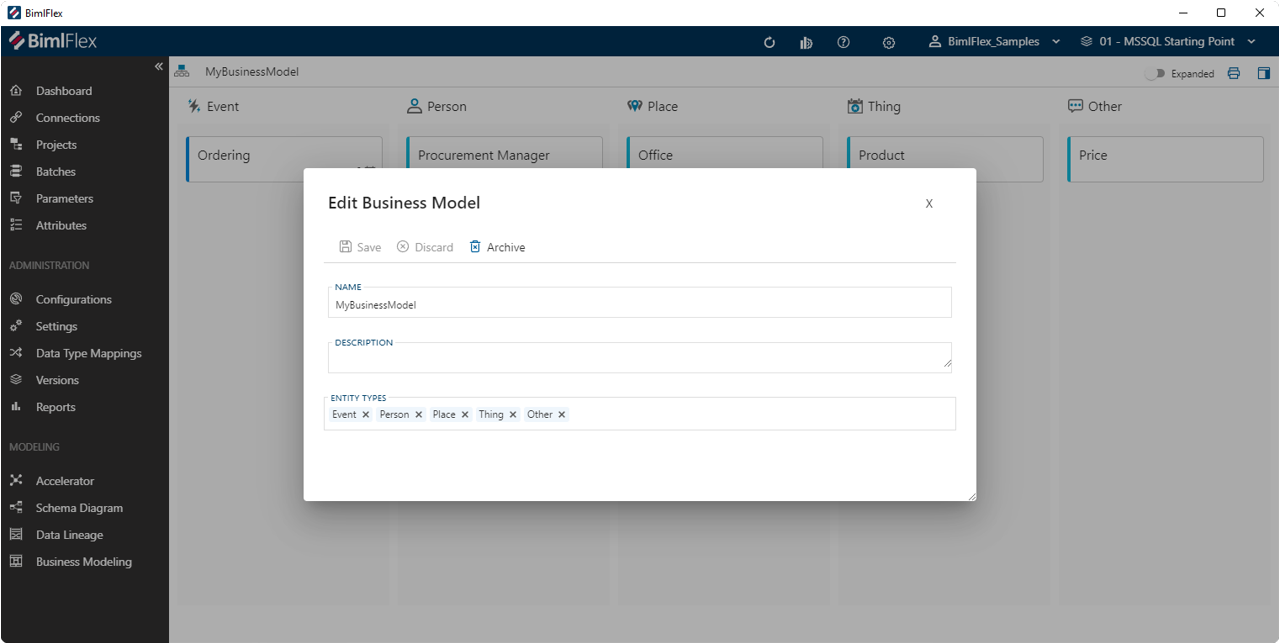 BimlFlex
BimlFlex
BimlFlex_Samples
01 - MSSQL Starting Point
MyBusinessModel
Expanded
Dashboard
Connections
Projects
Batches
Parameters
Attributes
ADMINISTRATION
Configurations
Settings
Data Type Mappings
Versions
Reports
MODELING
Accelerator
Schema Diagram
Data Lineage
Business Modeling
Event
Person
Place
Thing
Other
Ordering
Procurement Manager
Office
Product
Price
Edit Business Model
X
Save
Discard
Archive
NAME
MyBusinessModel
DESCRIPTION
ENTITY TYPES
Event
Person
Place
Thing
Other